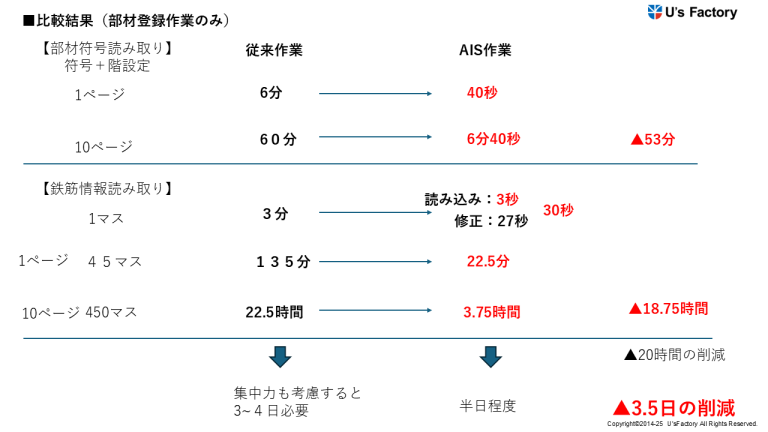 ■比較結果（部材登録作業のみ）
U's Factory
【部材符号読み取り】
符号＋階設定
従来作業
AIS作業
1ページ
6分
40秒
10ページ
６０分
6分40秒
▲53分
【鉄筋情報読み取り】
1マス
３分
読み込み：3秒
修正：27秒
30秒
1ページ
４５マス
１３５分
22.5分
10ページ 450マス
22.5時間
3.75時間
▲18.75時間
▲20時間の削減
集中力も考慮すると
3~４日必要
半日程度
▲3.5日の削減
Copyright©2014-25 U'sFactory All Rights Reserved.